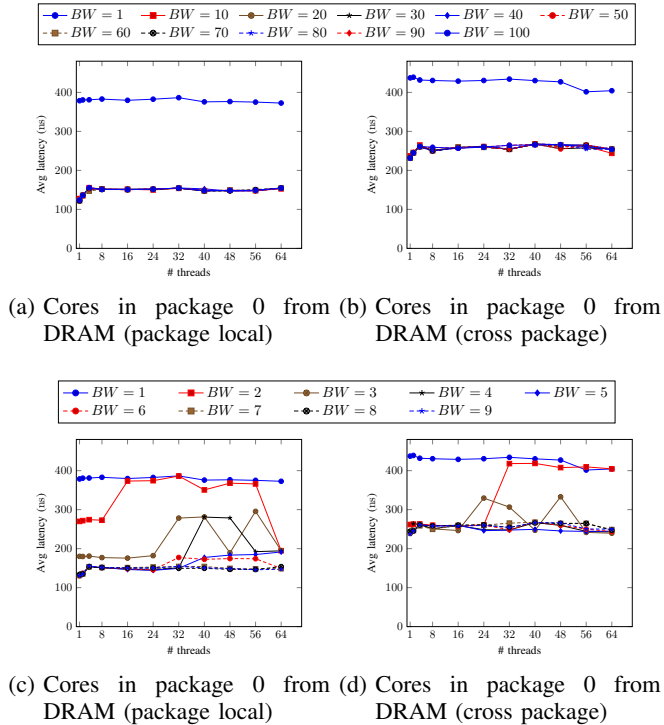 BW = 1 BW = 10 BW = 20 BW = 30 BW = 40 BW = 50
BW = 60 BW = 70 BW = 80 BW = 90 BW = 100
Avg latency (ns)
400
300
200
100
0
1 8 16 24 32 40 48 56 64
# threads
Avg latency (ns)
400
300
200
100
0
1 8 16 24 32 40 48 56 64
# threads
(a) Cores in package 0 from
DRAM (package local)
(b) Cores in package 0 from
DRAM (cross package)
BW = 1 BW = 2 BW = 3 BW = 4 BW = 5
BW = 6 BW = 7 BW = 8 BW = 9
Avg latency (ns)
400
300
200
100
0
1 8 16 24 32 40 48 56 64
# threads
Avg latency (ns)
400
300
200
100
0
1 8 16 24 32 40 48 56 64
# threads
(c) Cores in package 0 from
DRAM (package local)
(d) Cores in package 0 from
DRAM (cross package)